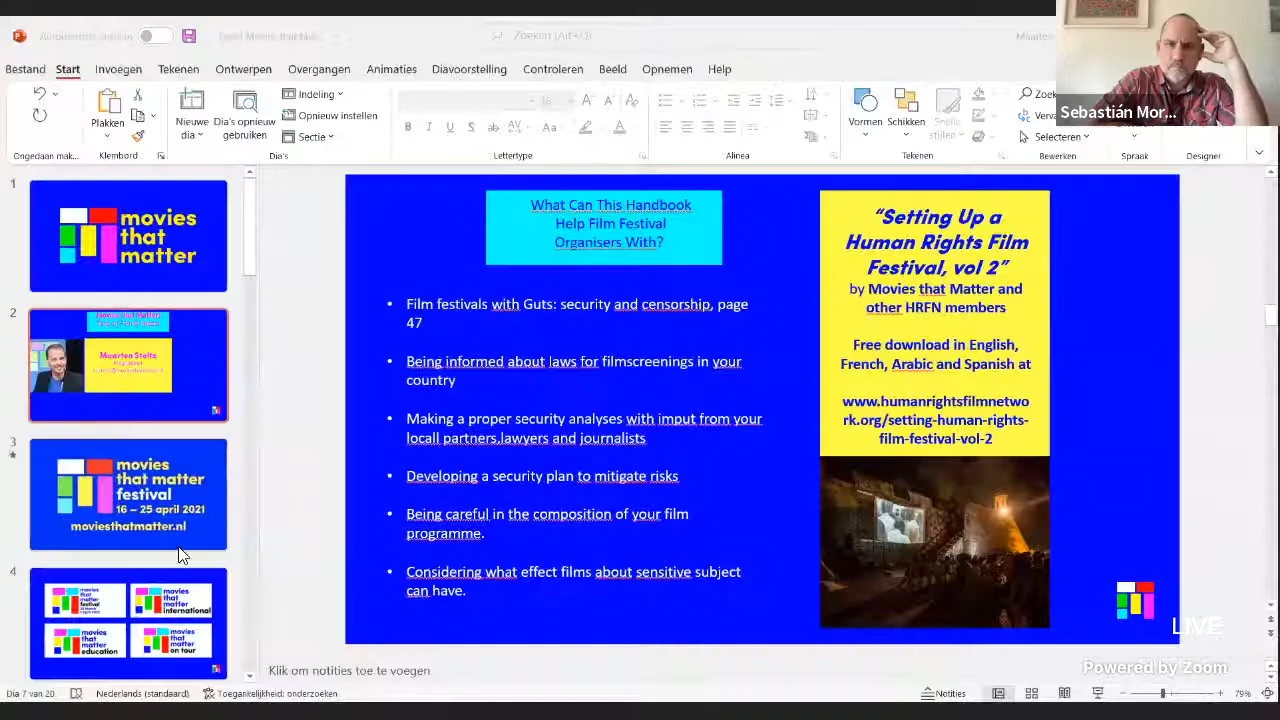 Zoeken (Alt+Q)
Maarten
Bestand Start Invoegen Tekenen Ontwerpen Overgangen Animaties Diavoorstelling Controleren Beeld Opnemen Help
Sebastián Mor...
Plakken
Nieuwe dia
Dia's opnieuw gebruiken
Indeling
Opnieuw instellen
Sectie
Vormen
Schikken
Snelle stijlen
Zoek
Selecteren
Ongedaan mak...
Klembord
Dia's
Lettertype
Alinea
Tekenen
Bewerken
Spraak
Designer
1
movies
that
matter
2
Maarten Stoltz
3
movies
that matter
festival
16 – 25 april 2021
moviesthatmatter.nl
4
movies
that
matter
festival
movies
that
matter
international
movies
that
matter
education
movies
that
matter
on tour
What Can This Handbook
Help Film Festival
Organisers With?
• Film festivals with Guts: security and censorship, page
47
• Being informed about laws for filmscreenings in your
country
• Making a proper security analyses with imput from your
locall partners,lawyers and journalists
• Developing a security plan to mitigate risks
• Being careful in the composition of your film
programme.
• Considering what effect films about sensitive subject
can have.
“Setting Up a
Human Rights Film
Festival, vol 2”
by Movies that Matter and
other HRFN members
Free download in English,
French, Arabic and Spanish at
www.humanrightsfilmnetwo
rk.org/setting-human-rights-
film-festival-vol-2
LIVE
Powered by Zoom
Klik om notities toe te voegen
Dia 7 van 20
Nederlands (standaard)
Toegankelijkheid: onderzoeken
Notities
79%